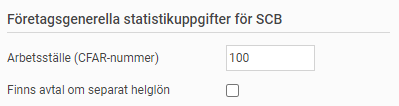 Företagsgenerella statistikuppgifter för SCB
Arbetsställe (CFAR-nummer) 100
Finns avtal om separat helglön